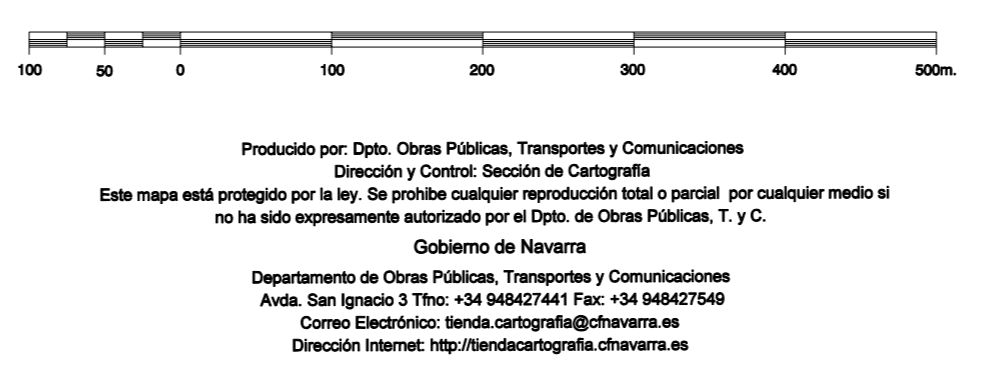 100 50 0 100 200 300 400 500m.
Producido por: Dpto. Obras Públicas, Transportes y Comunicaciones
Dirección y Control: Sección de Cartografía
Este mapa está protegido por la ley. Se prohibe cualquier reproducción total o parcial por cualquier medio si
no ha sido expresamente autorizado por el Dpto. de Obras Públicas, T. y C.
Gobierno de Navarra
Departamento de Obras Públicas, Transportes y Comunicaciones
Avda. San Ignacio 3 Tfno: +34 948427441 Fax: +34 948427549
Correo Electrónico: tienda.cartografia@cfnavarra.es
Dirección Internet: http://tiendacartografia.cfnavarra.es